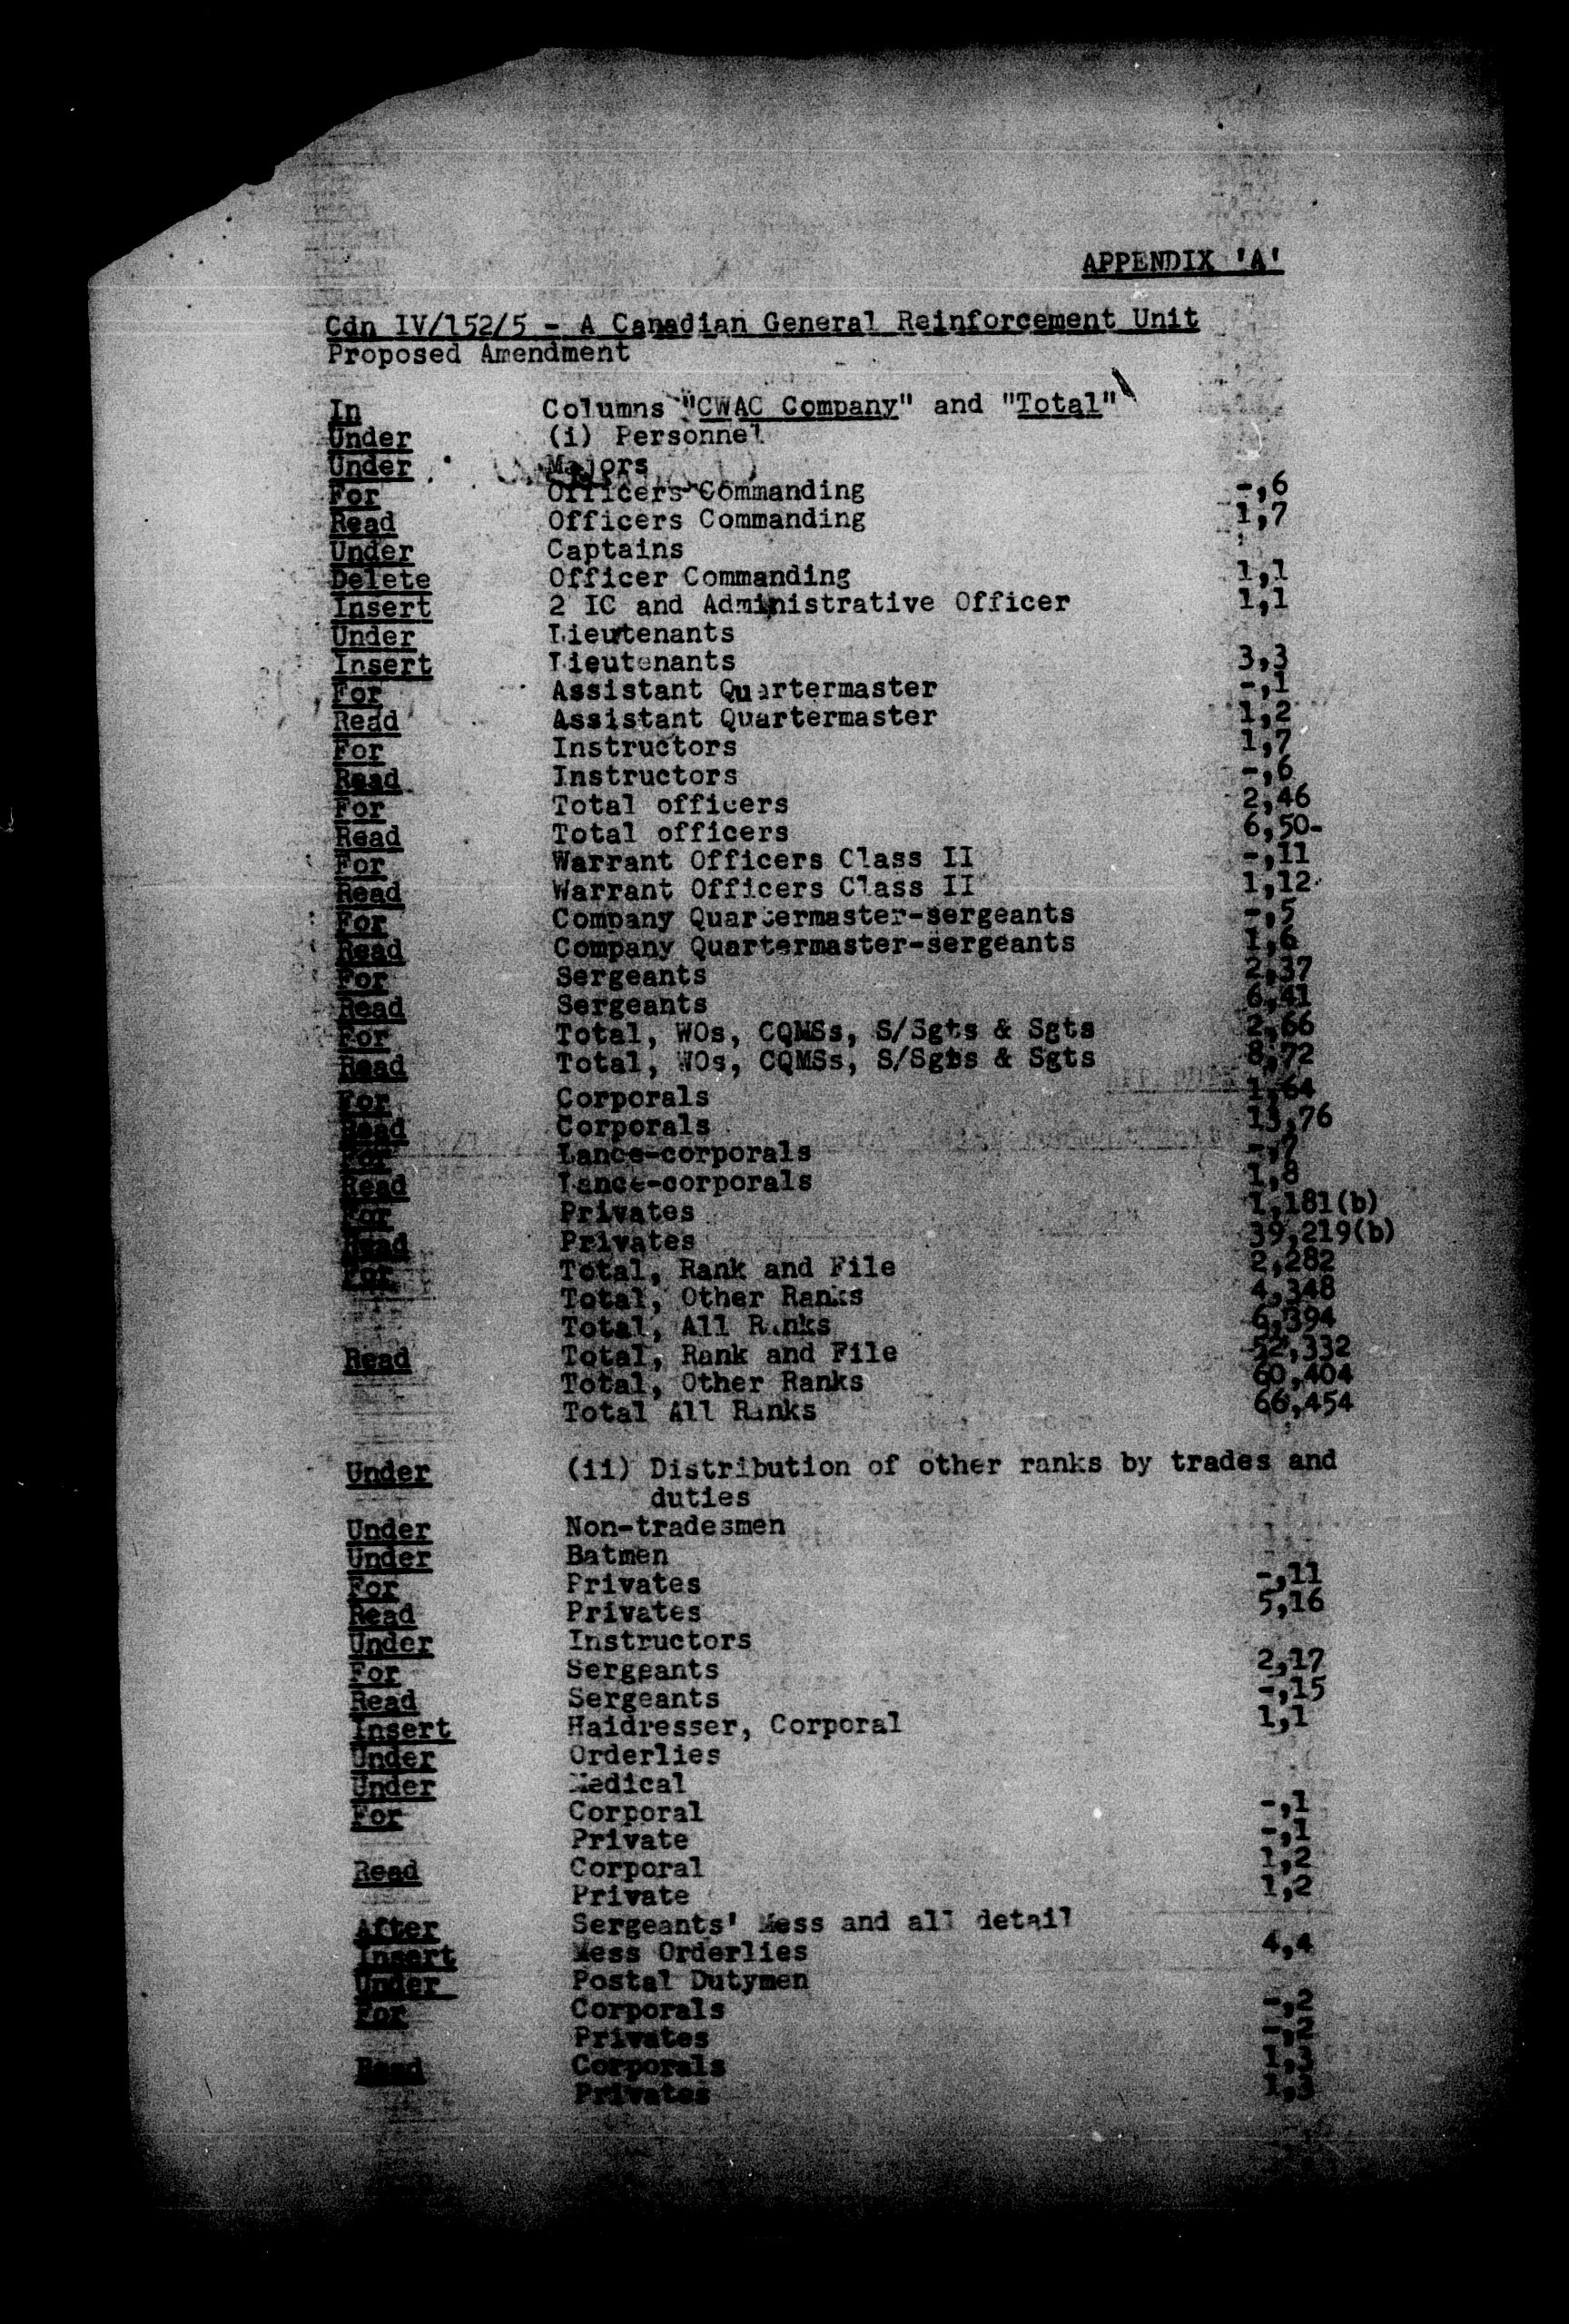 APPENDIX 'A'
Cdn IV/152/5 - A Canadian General Reinforcement Unit
Proposed Amendment
In Columns "CWAC Company" and "Total"
Under (i) Personnel
Under Majors
For Officers Commanding -,6
Read Officers Commanding 1,7
Under Captains
Delete Officer Commanding 1,1
Insert 2 IC and Administrative Officer 1,1
Under Lieutenants
Insert Lieutenants 3,3
For Assistant Quartermaster -,1
Read Assistant Quartermaster 1,2
For Instructors 1,7
Read Instructors -,6
For Total officers 2,46
Read Total officers 6,50-
For Warrant Officers Class II -,11
Read Warrant Officers Class II 1,12
For Company Quartermaster-sergeants -,5
Read Company Quartermaster-sergeants 1,6
For Sergeants 2,37
Read Sergeants 6,41
For Total, WOs, CQMSs, S/Sgts & Sgts 2,66
Read Total, WOs, CQMSs, S/Sgts & Sgts 8,72
For Corporals 1,64
Read Corporals 13,76
For Lance-corporals -,7
Read Lance-corporals 1,8
For Privates 1,181(b)
Read Privates 39,219(b)
For Total, Rank and File 2,282
Total, Other Ranks 4,348
Total, All Ranks 6,394
Read Total, Rank and File 52,332
Total, Other Ranks 60,404
Total All Ranks 66,454
Under (ii) Distribution of other ranks by trades and
duties
Under Non-tradesmen
Under Batmen
For Privates -,11
Read Privates 5,16
Under Instructors
For Sergeants 2,17
Read Sergeants -,15
Insert Haidresser, Corporal 1,1
Under Orderlies
Under Medical
For Corporal -,1
Private -,1
Read Corporal 1,2
Private 1,2
After Sergeants' Mess and all detail
Insert Mess Orderlies 4,4
Under Postal Dutymen
For Corporals -,2
Privates -,2
Read Corporals 1,3
Privates 1,3